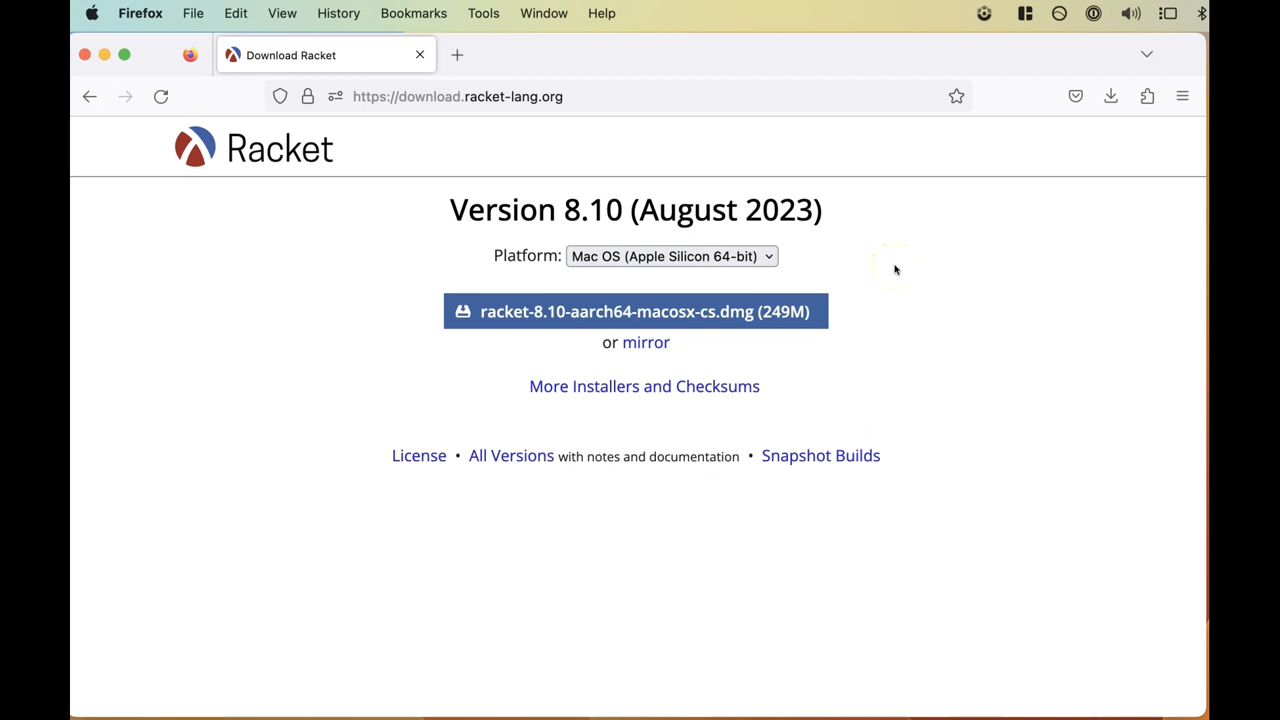 Firefox File Edit View History Bookmarks Tools Window Help
Download Racket
https://download.racket-lang.org
Racket
Version 8.10 (August 2023)
Platform: Mac OS (Apple Silicon 64-bit)
racket-8.10-aarch64-macosx-cs.dmg (249M)
or mirror
More Installers and Checksums
License • All Versions with notes and documentation • Snapshot Builds